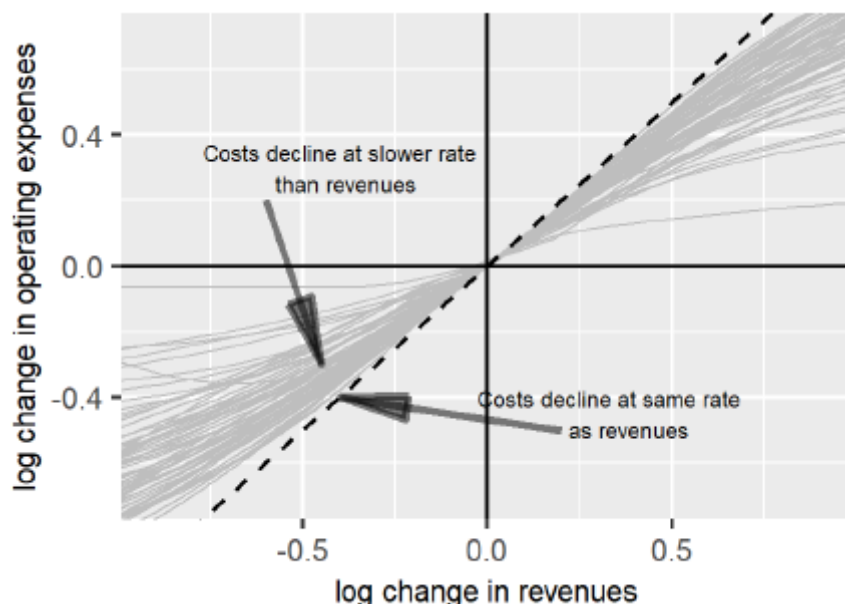 log change in operating expenses
0.4
0.0
-0.4
Costs decline at slower rate
than revenues
Costs decline at same rate
as revenues
-0.5
0.0
0.5
log change in revenues